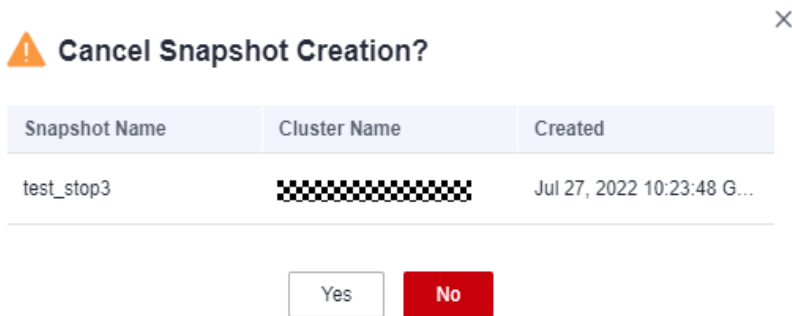 Cancel Snapshot Creation?
Snapshot Name Cluster Name Created
test_stop3 Jul 27, 2022 10:23:48 G...
Yes No